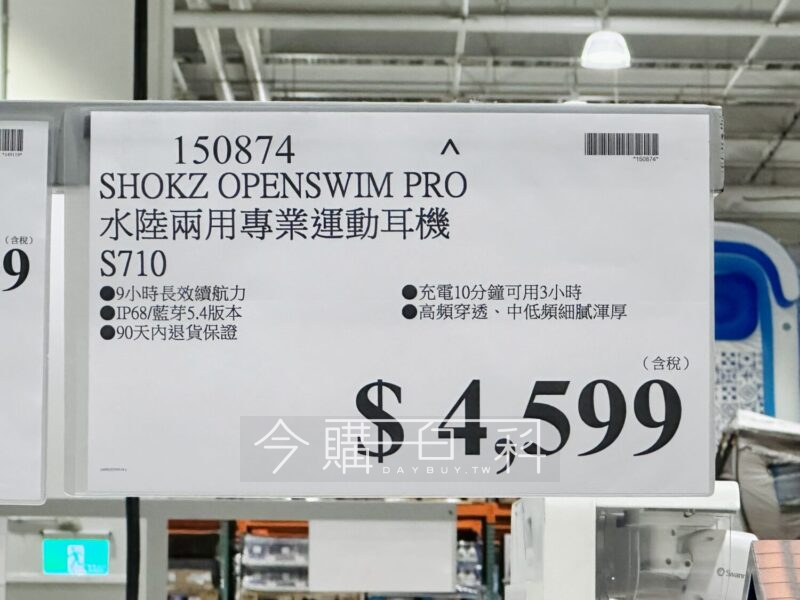 150874 ^
*150874*
SHOKZ OPENSWIM PRO
水陸兩用專業運動耳機
S710
●9小時長效續航力
●充電10分鐘可用3小時
●IP68/藍芽5.4版本
●高頻穿透、中低頻細膩渾厚
●90天內退貨保證
(含稅)
$ 4,599
(含稅)
9
今購百科
DAYBUY.TW
Swann